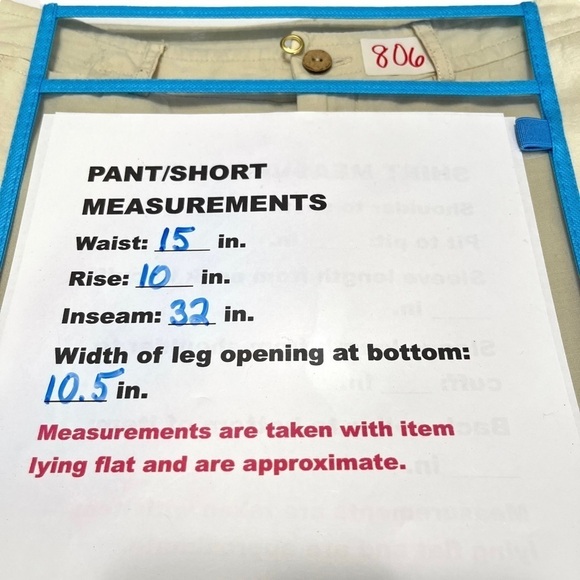 806
PANT/SHORT
MEASUREMENTS
Waist: 15 in.
Rise: 10 in.
Inseam: 32 in.
Width of leg opening at bottom:
10.5 in.
Measurements are taken with item
lying flat and are approximate.